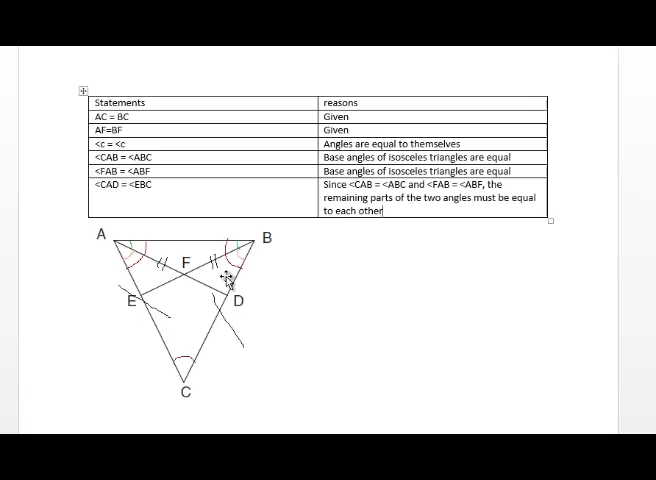 Statements reasons
AC = BC Given
AF=BF Given
<c = <c Angles are equal to themselves
<CAB = <ABC Base angles of isosceles triangles are equal
<FAB = <ABF Base angles of isosceles triangles are equal
<CAD = <EBC Since <CAB = <ABC and <FAB = <ABF, the
remaining parts of the two angles must be equal
to each other
A B
F
E D
C